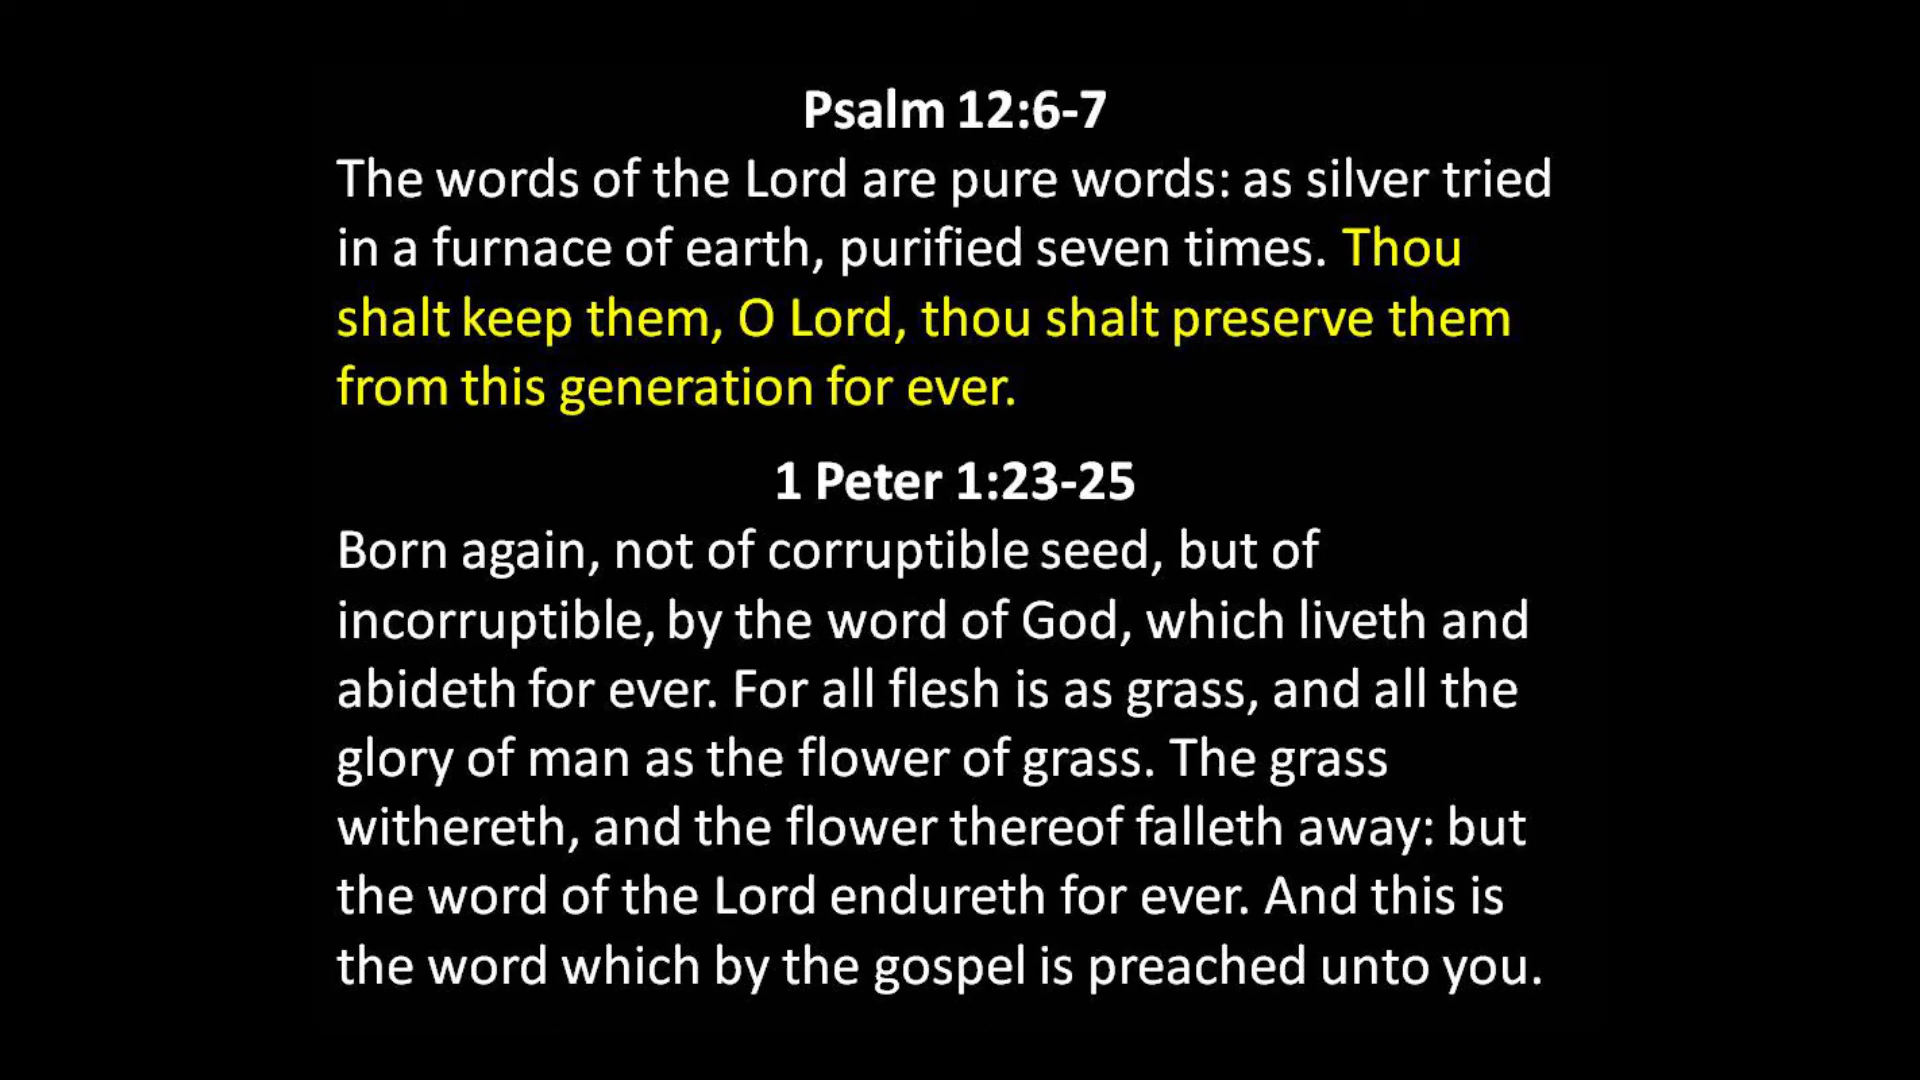 Psalm 12:6-7
The words of the Lord are pure words: as silver tried
in a furnace of earth, purified seven times. Thou
shalt keep them, O Lord, thou shalt preserve them
from this generation for ever.
1 Peter 1:23-25
Born again, not of corruptible seed, but of
incorruptible, by the word of God, which liveth and
abideth for ever. For all flesh is as grass, and all the
glory of man as the flower of grass. The grass
withereth, and the flower thereof falleth away: but
the word of the Lord endureth for ever. And this is
the word which by the gospel is preached unto you.